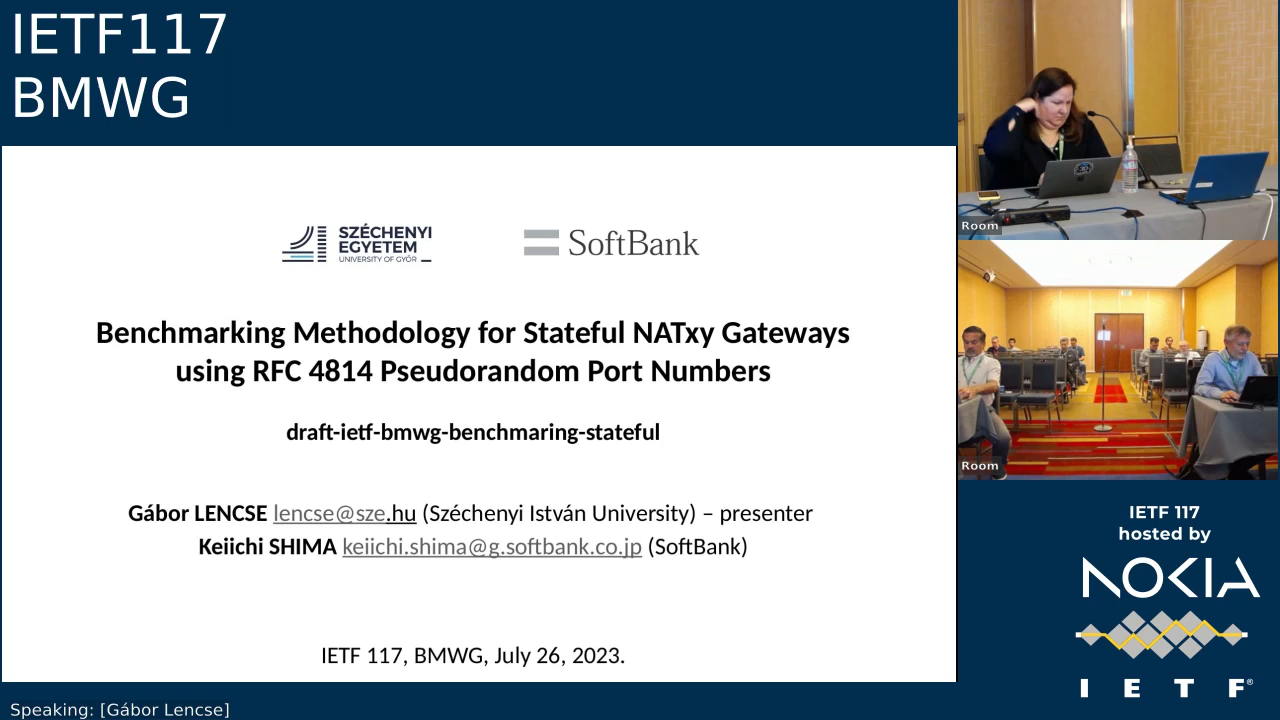 IETF117
BMWG
SZÉCHENYI
EGYETEM
UNIVERSITY OF GYŐR
SoftBank
Benchmarking Methodology for Stateful NATxy Gateways
using RFC 4814 Pseudorandom Port Numbers
draft-ietf-bmwg-benchmaring-stateful
Gábor LENCSE lencse@sze.hu (Széchenyi István University) – presenter
Keiichi SHIMA keiichi.shima@g.softbank.co.jp (SoftBank)
IETF 117, BMWG, July 26, 2023.
Speaking: [Gábor Lencse]
Room
Room
IETF 117
hosted by
NOKIA
I E T F®